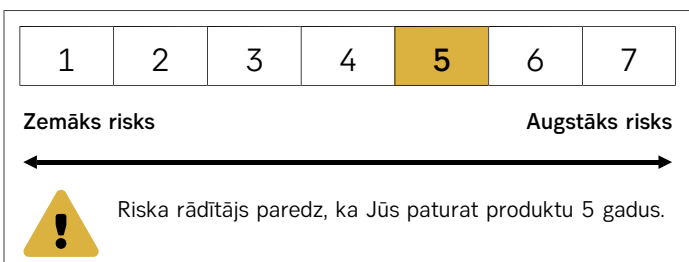 1 2 3 4 5 6 7
Zemāks risks Augstāks risks
Riska rādītājs paredz, ka Jūs paturat produktu 5 gadus.